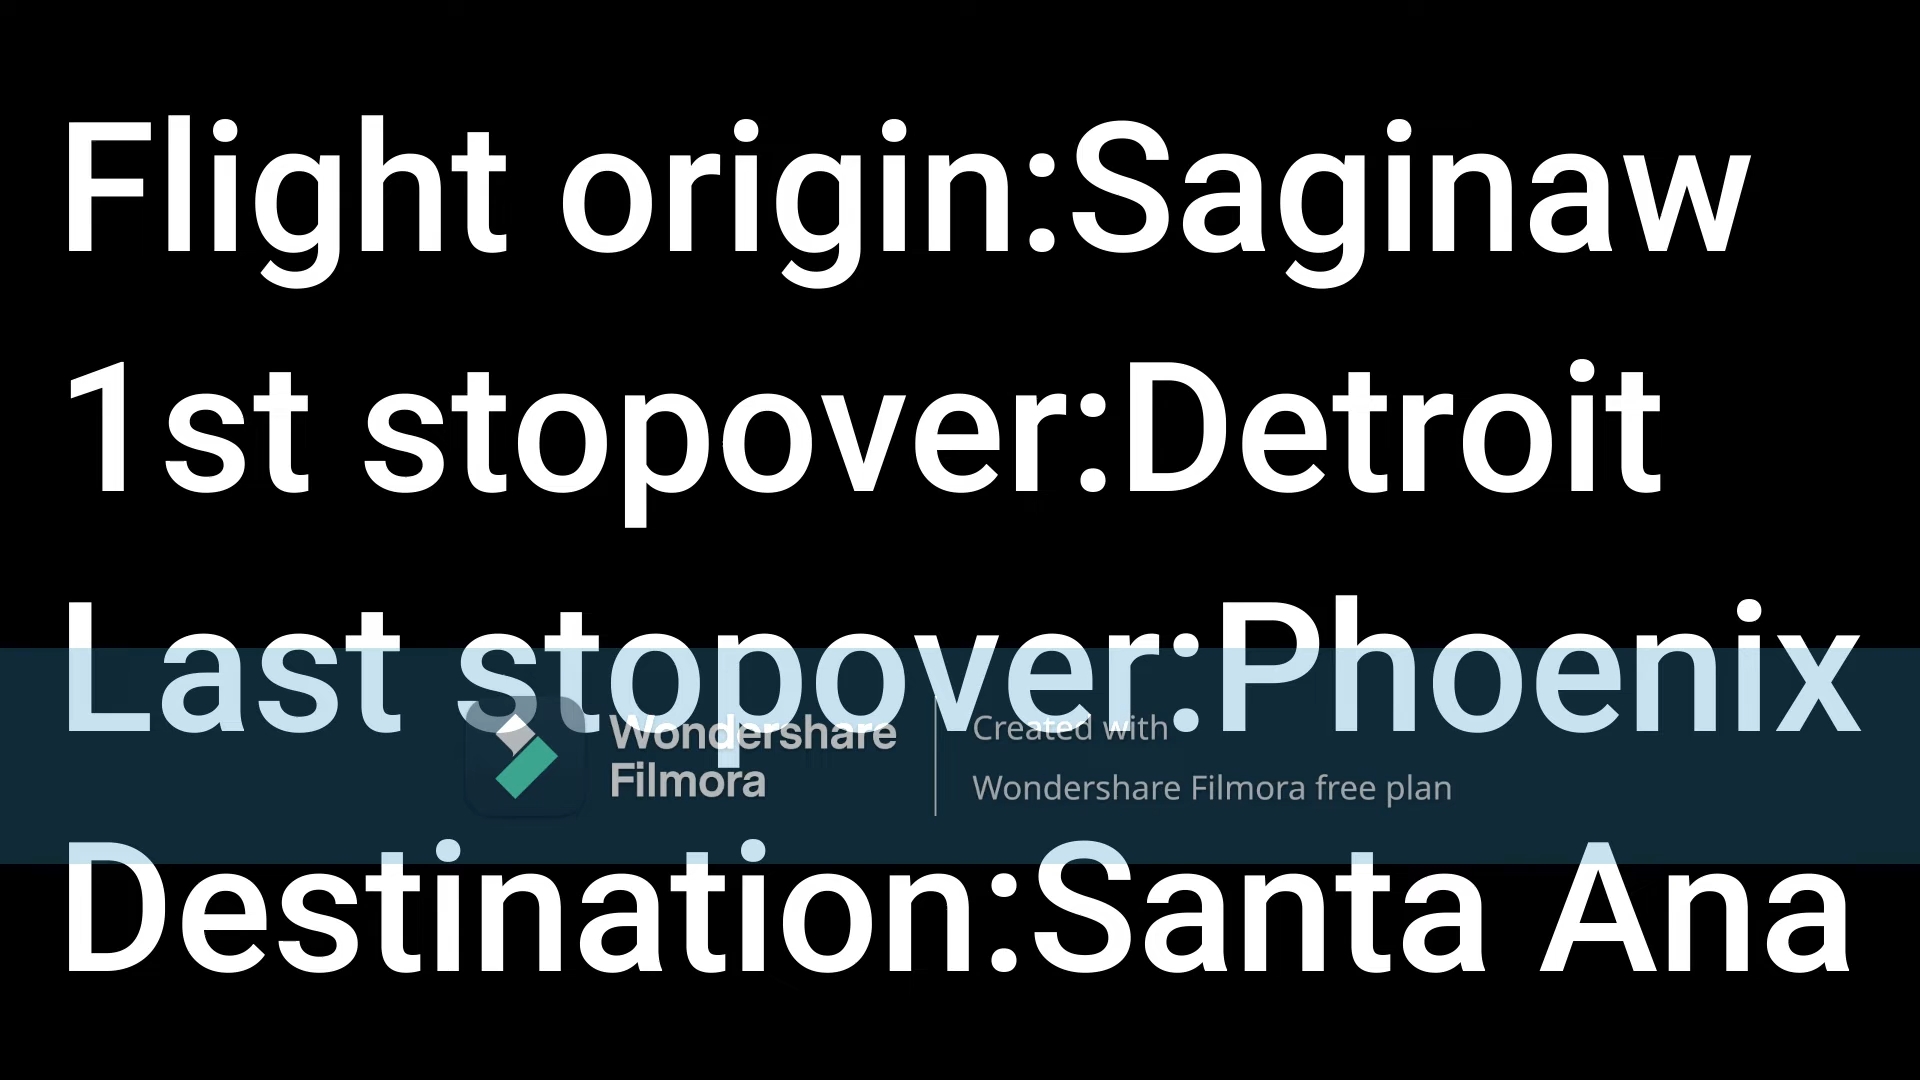 Flight origin:Saginaw
1st stopover:Detroit
Last stopover:Phoenix
Wondershare
Filmora
Created with
Wondershare Filmora free plan
Destination:Santa Ana